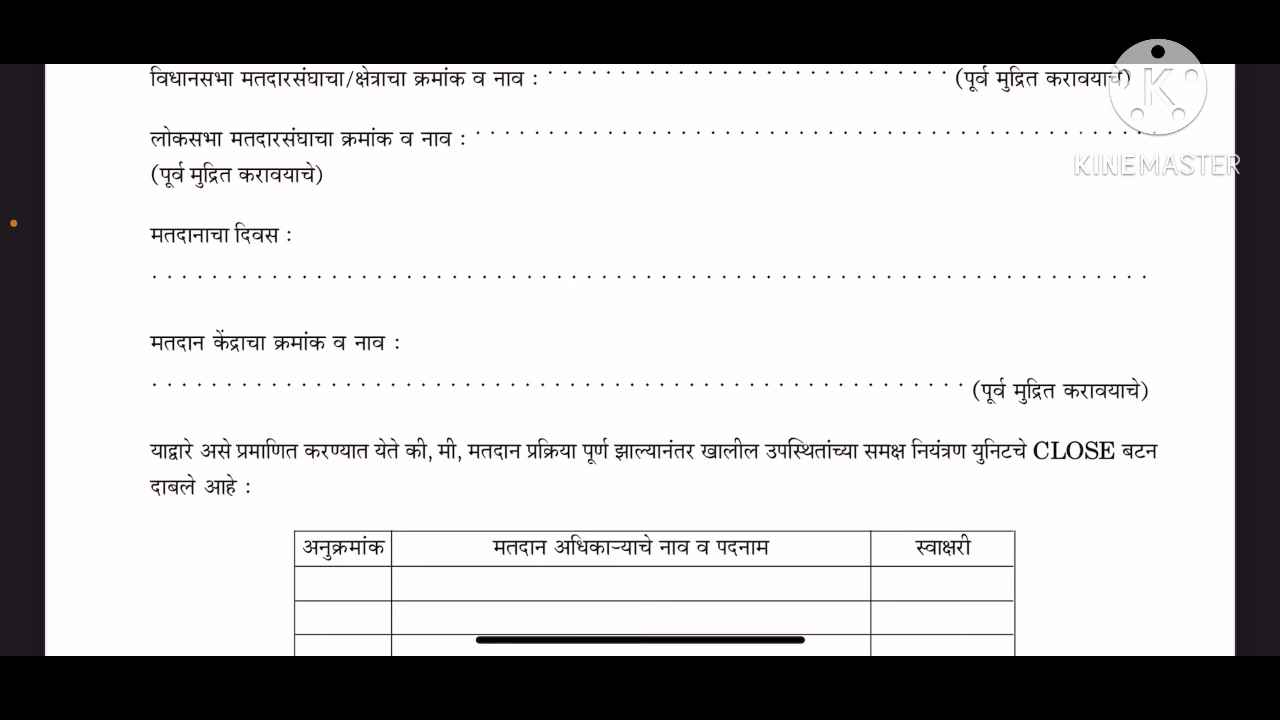 विधानसभा मतदारसंघाचा/क्षेत्राचा क्रमांक व नाव : .............................. (पूर्व मुद्रित करावयाचे)
लोकसभा मतदारसंघाचा क्रमांक व नाव : ..............................................
(पूर्व मुद्रित करावयाचे)
मतदानाचा दिवस :
....................................................................
मतदान केंद्राचा क्रमांक व नाव :
....................................................... (पूर्व मुद्रित करावयाचे)
याद्वारे असे प्रमाणित करण्यात येते की, मी, मतदान प्रक्रिया पूर्ण झाल्यानंतर खालील उपस्थितांच्या समक्ष नियंत्रण युनिटचे CLOSE बटन
दाबले आहे :
अनुक्रमांक मतदान अधिकाऱ्याचे नाव व पदनाम स्वाक्षरी
K
KINEMASTER